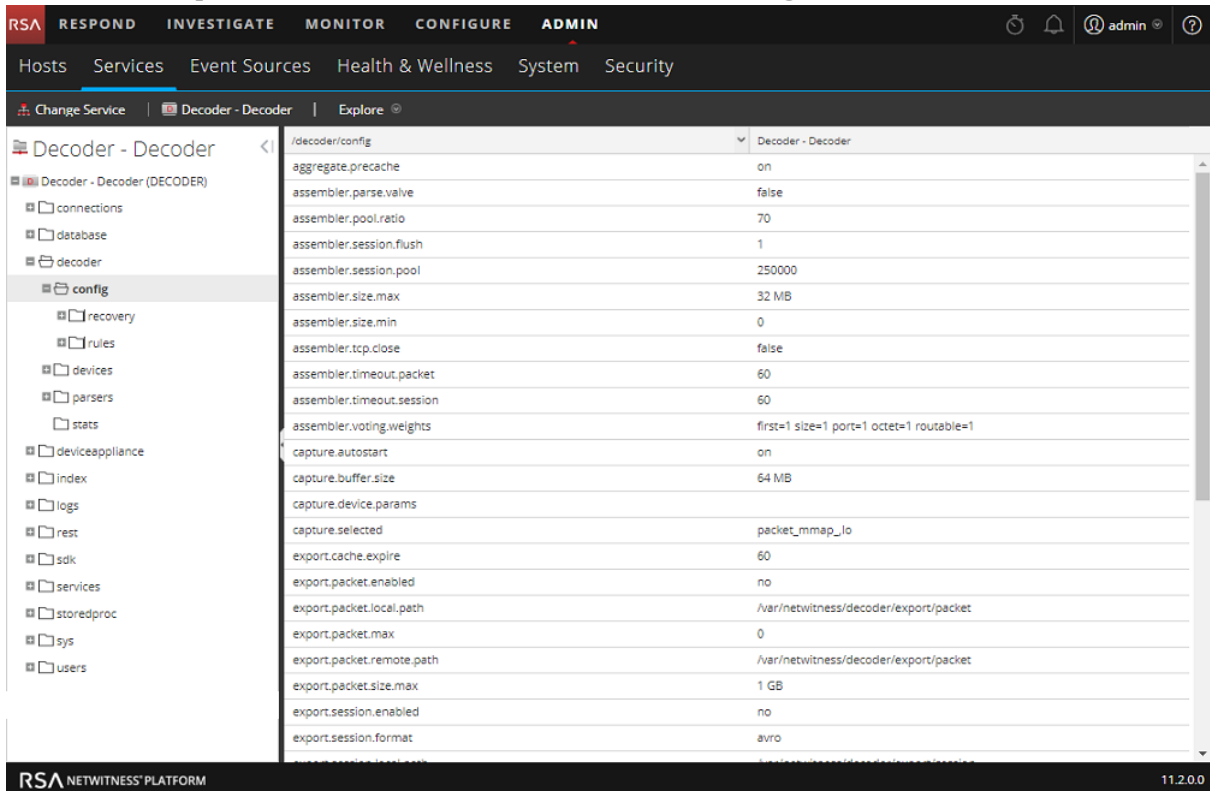 RSA RESPOND INVESTIGATE MONITOR CONFIGURE ADMIN admin ?
Hosts Services Event Sources Health & Wellness System Security
Change Service | Decoder - Decoder | Explore
Decoder - Decoder
Decoder - Decoder (DECODER)
connections
database
decoder
config
recovery
rules
devices
parsers
stats
deviceappliance
index
logs
rest
sdk
services
storedproc
sys
users
/decoder/config Decoder - Decoder
aggregate.precache on
assembler.parse.valve false
assembler.pool.ratio 70
assembler.session.flush 1
assembler.session.pool 250000
assembler.size.max 32 MB
assembler.size.min 0
assembler.tcp.close false
assembler.timeout.packet 60
assembler.timeout.session 60
assembler.voting.weights first=1 size=1 port=1 octet=1 routable=1
capture.autostart on
capture.buffer.size 64 MB
capture.device.params
capture.selected packet_mmap_,lo
export.cache.expire 60
export.packet.enabled no
export.packet.local.path /var/netwitness/decoder/export/packet
export.packet.max 0
export.packet.remote.path /var/netwitness/decoder/export/packet
export.packet.size.max 1 GB
export.session.enabled no
export.session.format avro
RSA NETWITNESS® PLATFORM 11.2.0.0